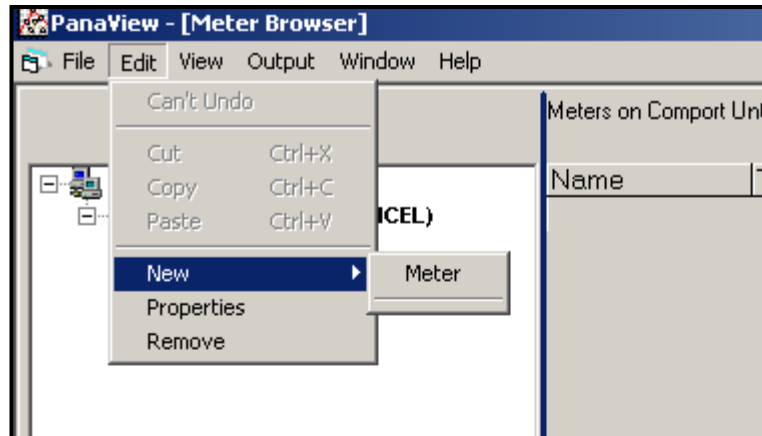 PanaView - [Meter Browser]
File Edit View Output Window Help
Can't Undo
Meters on Comport
Cut Ctrl+X
Name
Copy Ctrl+C
Paste Ctrl+V
ICEL)
New
Meter
Properties
Remove